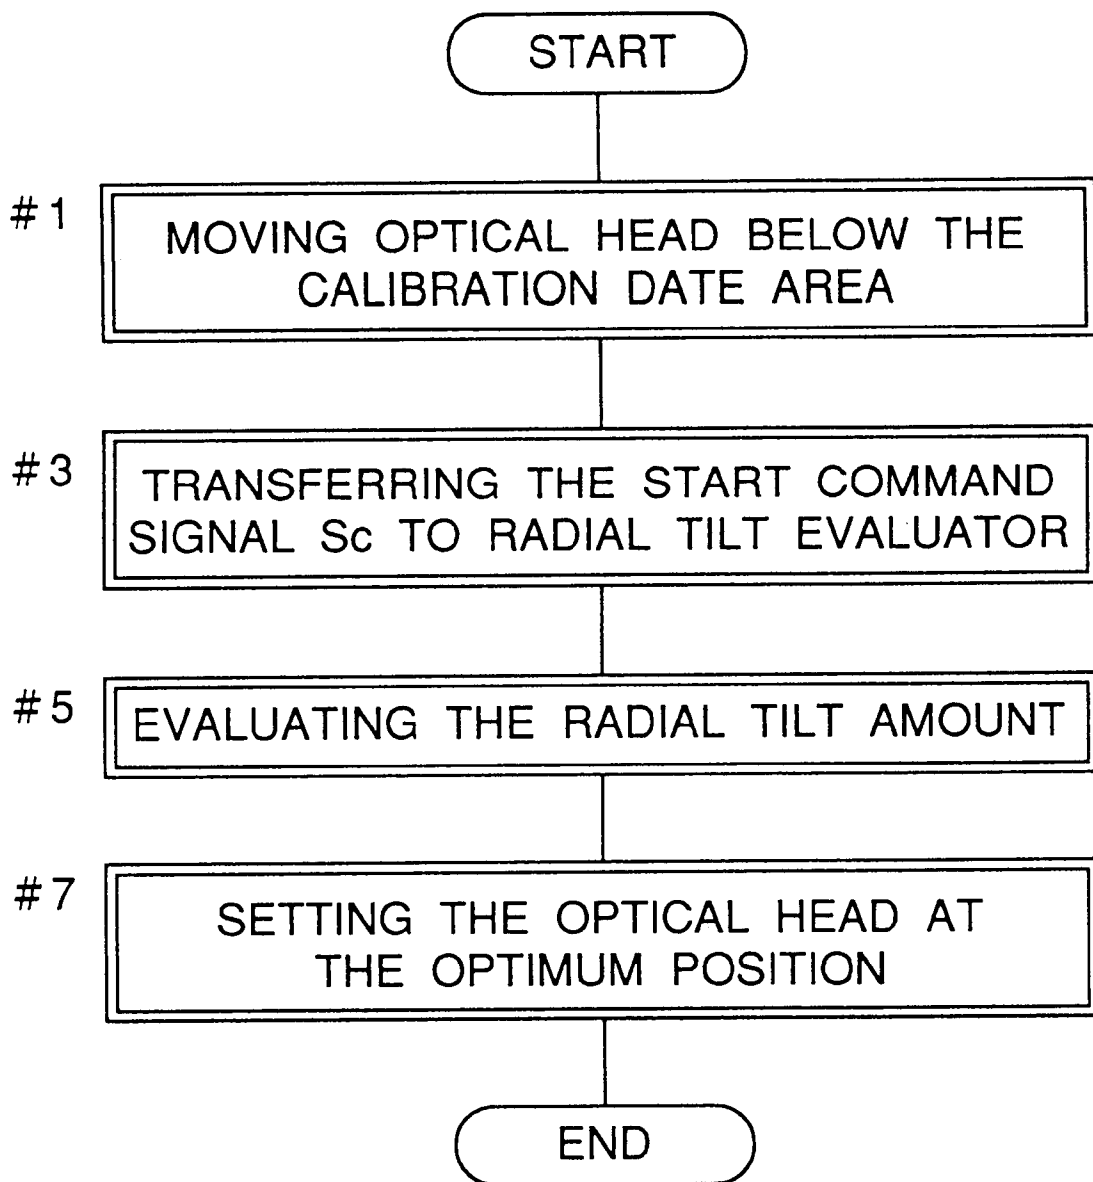 START
#1
MOVING OPTICAL HEAD BELOW THE
CALIBRATION DATE AREA
#3
TRANSFERRING THE START COMMAND
SIGNAL Sc TO RADIAL TILT EVALUATOR
#5
EVALUATING THE RADIAL TILT AMOUNT
#7
SETTING THE OPTICAL HEAD AT
THE OPTIMUM POSITION
END